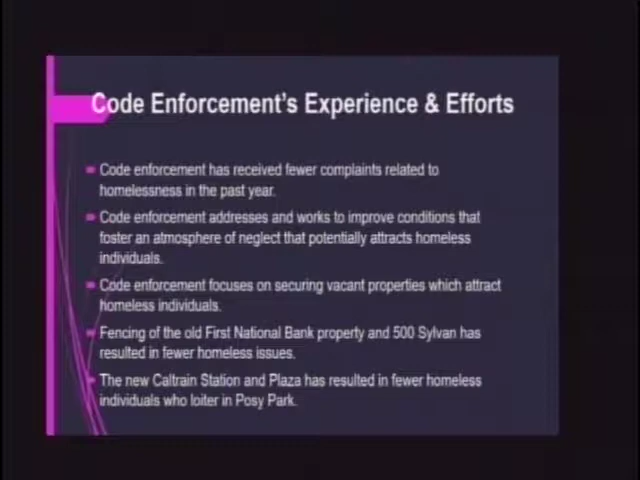 Code Enforcement's Experience & Efforts
Code enforcement has received fewer complaints related to
homelessness in the past year.
Code enforcement addresses and works to improve conditions that
foster an atmosphere of neglect that potentially attracts homeless
individuals.
Code enforcement focuses on securing vacant properties which attract
homeless individuals.
Fencing of the old First National Bank property and 500 Sylvan has
resulted in fewer homeless issues.
The new Caltrain Station and Plaza has resulted in fewer homeless
individuals who loiter in Posy Park.